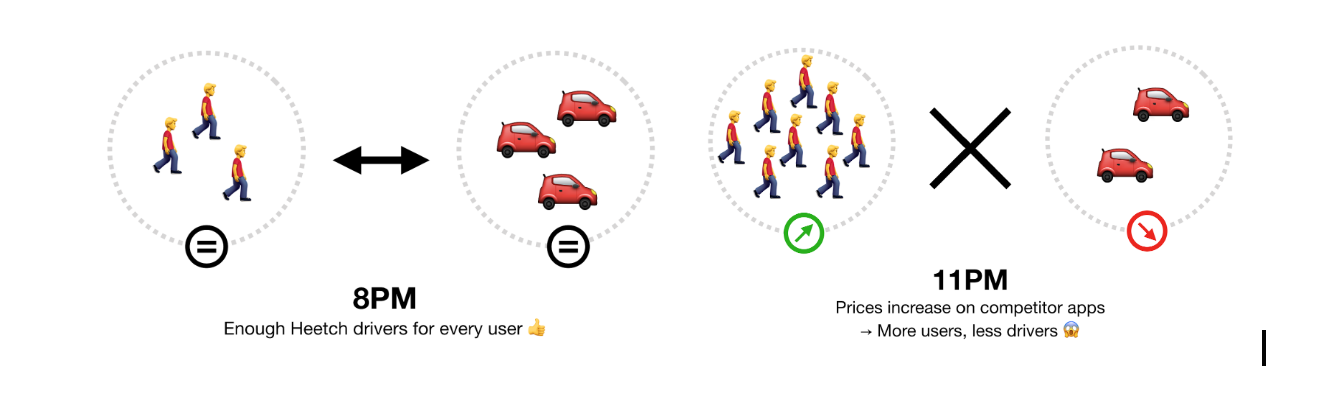 8PM
Enough Heetch drivers for every user 👍
11PM
Prices increase on competitor apps
→ More users, less drivers 😱